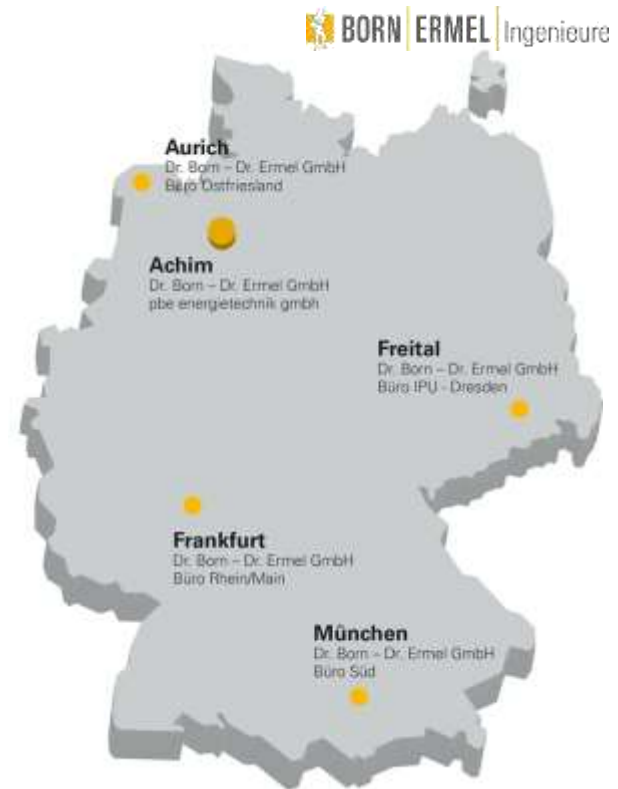 BORN ERMEL Ingenieure
Aurich
Dr. Born – Dr. Ermel GmbH
Büro Ostfriesland
Achim
Dr. Born – Dr. Ermel GmbH
pbe energietechnik gmbh
Freital
Dr. Born – Dr. Ermel GmbH
Büro IPU - Dresden
Frankfurt
Dr. Born – Dr. Ermel GmbH
Büro Rhein/Main
München
Dr. Born – Dr. Ermel GmbH
Büro Süd